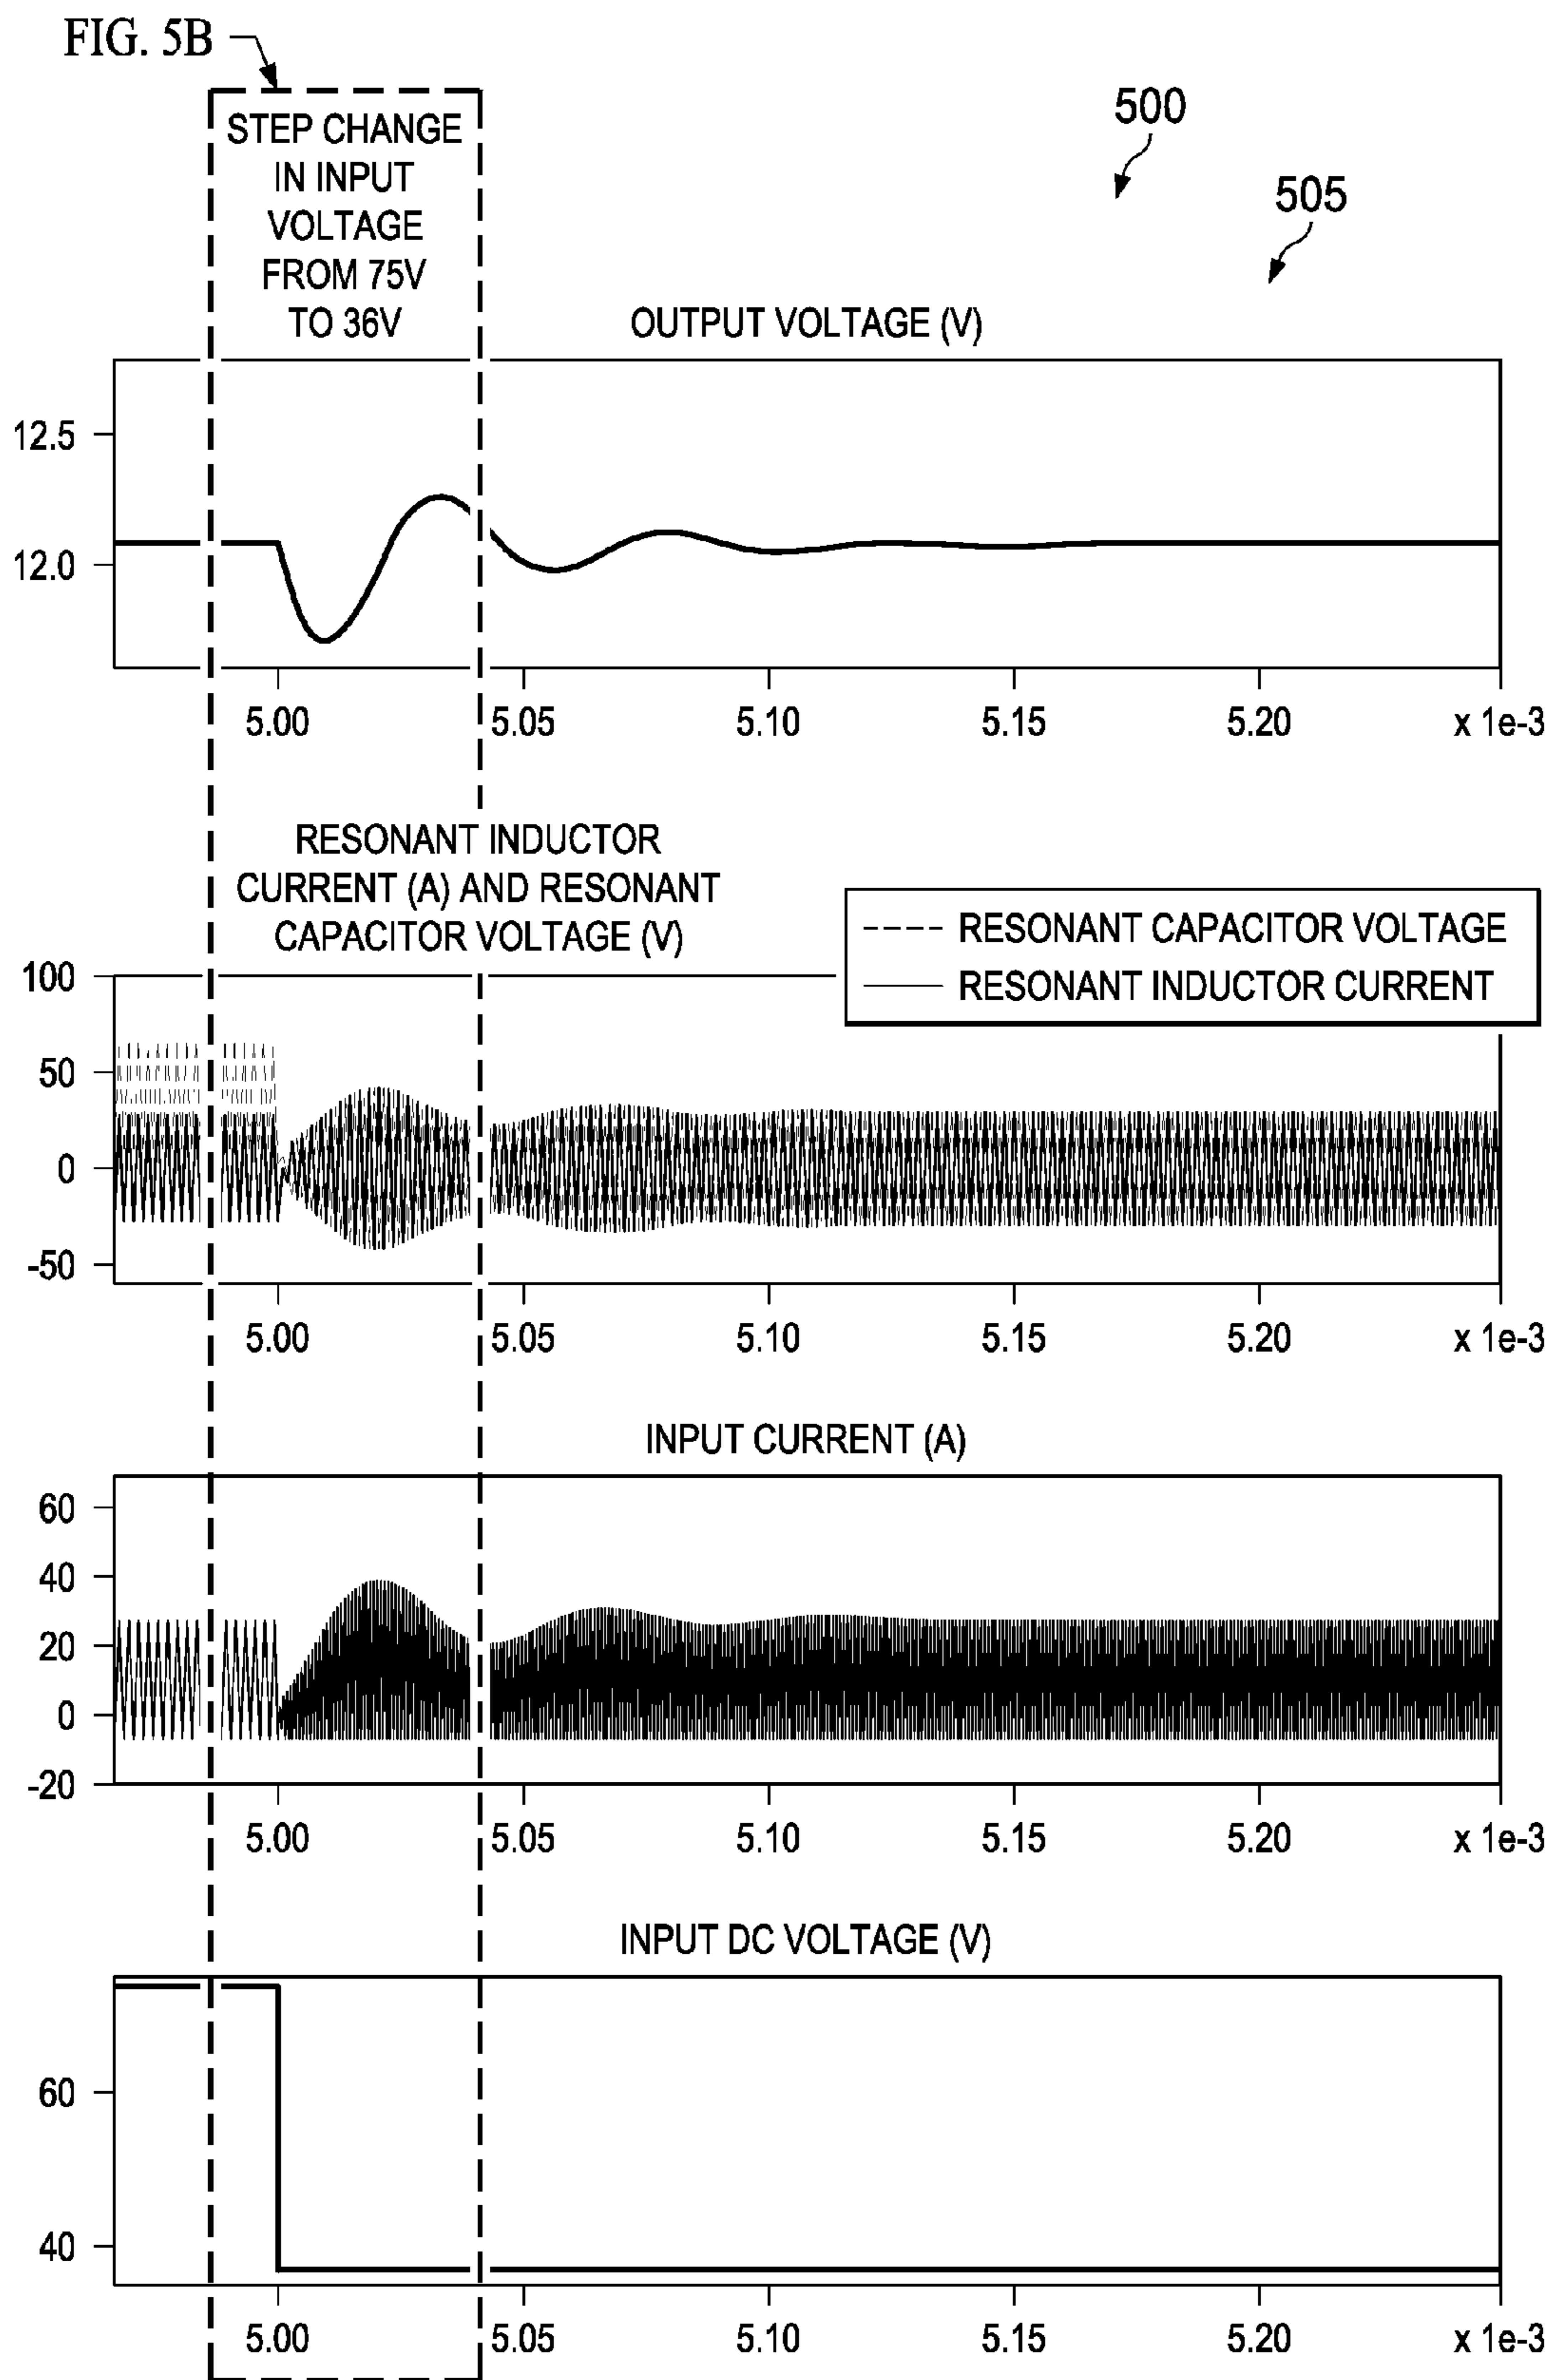 FIG. 5B
STEP CHANGE
IN INPUT
VOLTAGE
FROM 75V
TO 36V
500
505
OUTPUT VOLTAGE (V)
12.5
12.0
5.00 5.05 5.10 5.15 5.20 x 1e-3
RESONANT INDUCTOR
CURRENT (A) AND RESONANT
CAPACITOR VOLTAGE (V)
RESONANT CAPACITOR VOLTAGE
RESONANT INDUCTOR CURRENT
100
50
0
-50
5.00 5.05 5.10 5.15 5.20 x 1e-3
INPUT CURRENT (A)
60
40
20
0
-20
5.00 5.05 5.10 5.15 5.20 x 1e-3
INPUT DC VOLTAGE (V)
60
40
5.00 5.05 5.10 5.15 5.20 x 1e-3